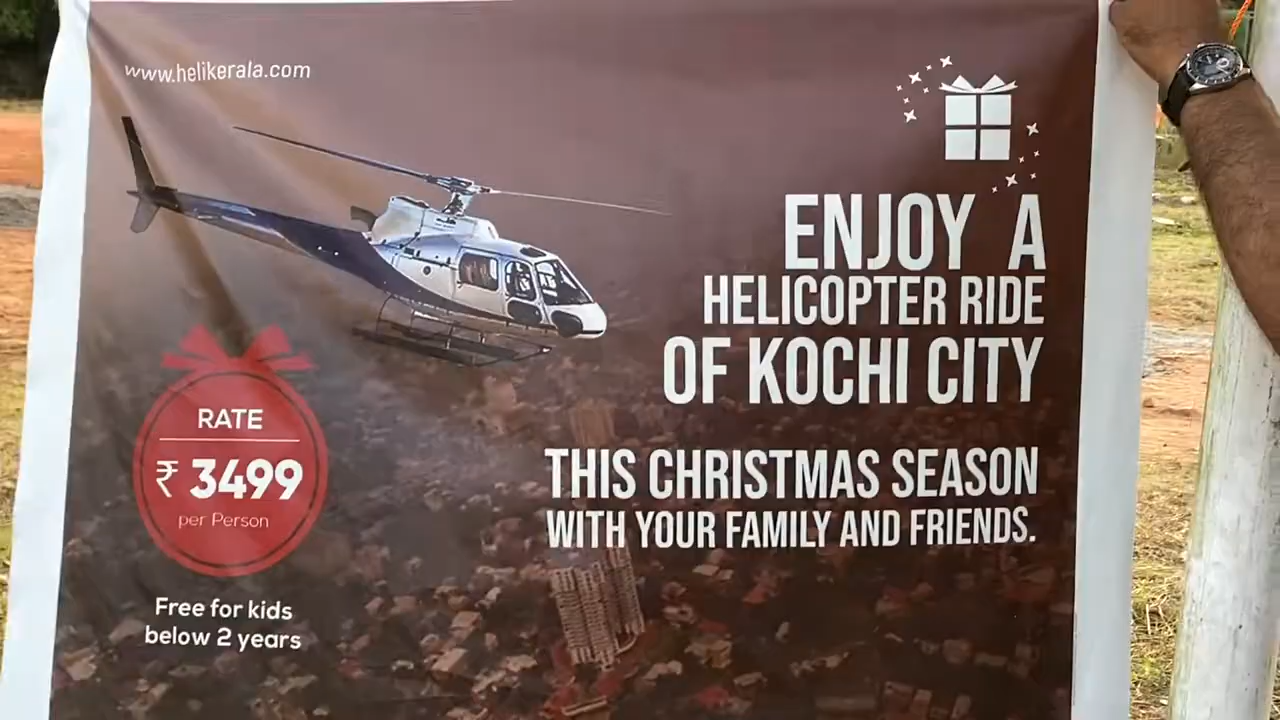 www.helikerala.com
ENJOY A
HELICOPTER RIDE
OF KOCHI CITY
THIS CHRISTMAS SEASON
WITH YOUR FAMILY AND FRIENDS.
RATE
₹ 3499
per Person
Free for kids
below 2 years